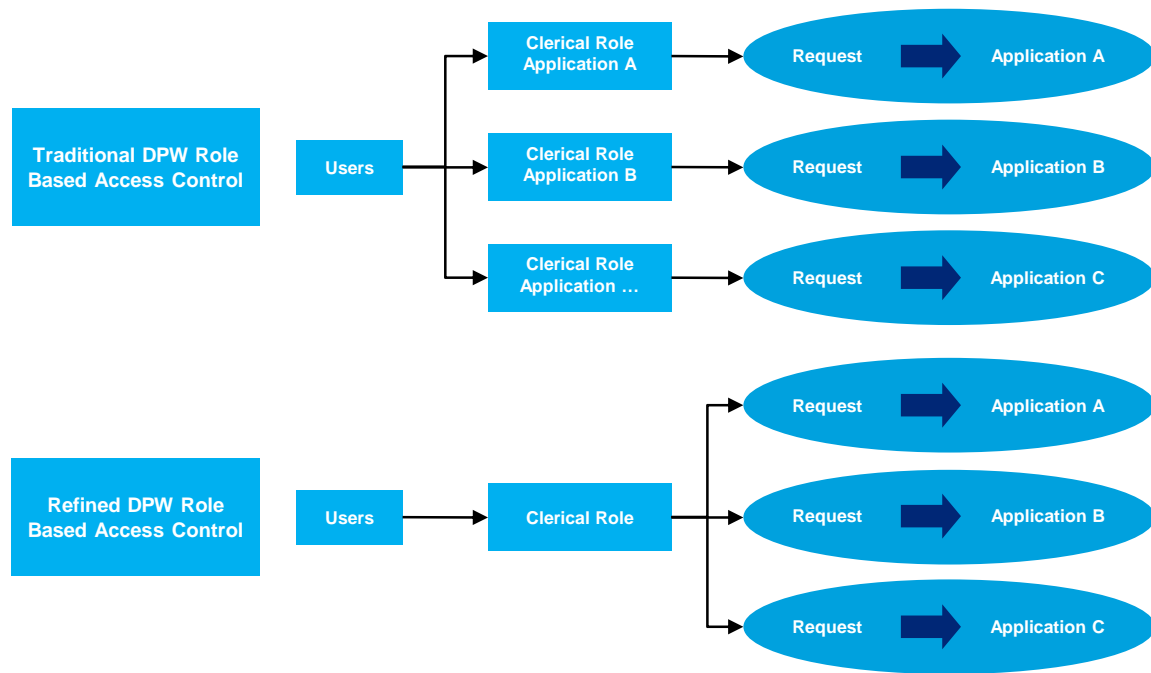 Clerical Role
Application A
Request
Application A
Traditional DPW Role
Based Access Control
Users
Clerical Role
Application B
Request
Application B
Clerical Role
Application …
Request
Application C
Request
Application A
Refined DPW Role
Based Access Control
Users
Clerical Role
Request
Application B
Request
Application C